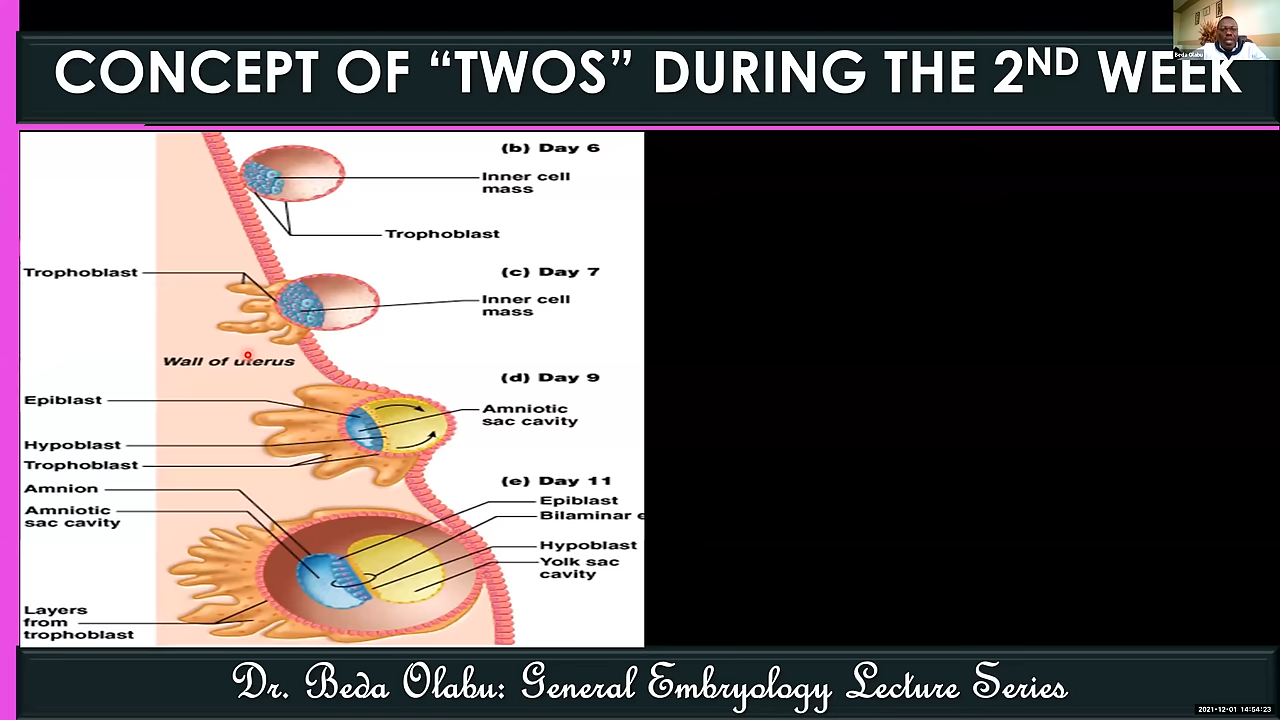 CONCEPT OF “TWOS” DURING THE 2ND WEEK
Beda Olabu
(b) Day 6
Inner cell
mass
Trophoblast
Trophoblast
(c) Day 7
Inner cell
mass
Wall of uterus
(d) Day 9
Epiblast
Amniotic
sac cavity
Hypoblast
Trophoblast
(e) Day 11
Amnion
Epiblast
Amniotic
sac cavity
Bilaminar e
Hypoblast
Yolk sac
cavity
Layers
from
trophoblast
Dr. Beda Olabu: General Embryology Lecture Series
2021-12-01 14:54:23